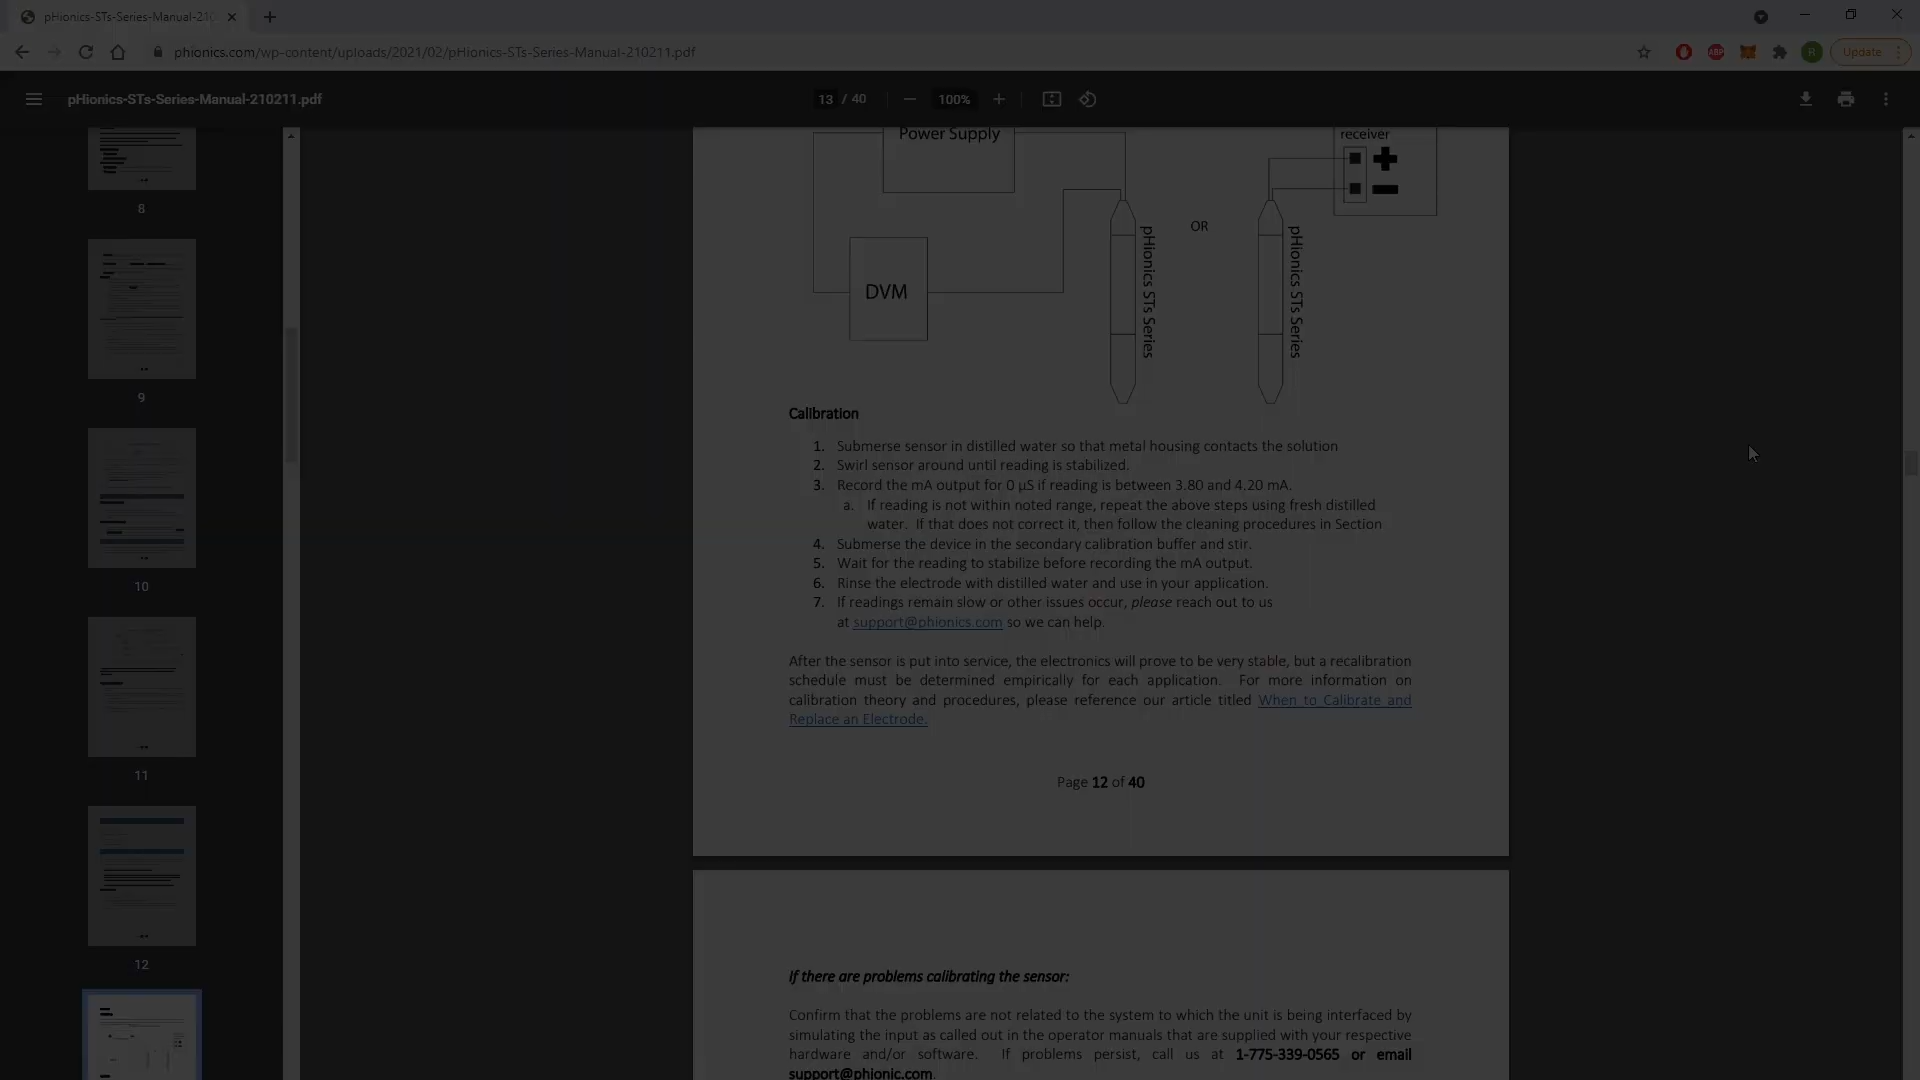 pHionics-STs-Series-Manual-210
phionics.com/wp-content/uploads/2021/02/pHionics-STs-Series-Manual-210211.pdf
ABP
R
Update
pHionics-STs-Series-Manual-210211.pdf
13 / 40
100%
8
9
10
11
12
Power Supply
receiver
DVM
pHionics STs Series
OR
pHionics STs Series
Calibration
1. Submerse sensor in distilled water so that metal housing contacts the solution
2. Swirl sensor around until reading is stabilized.
3. Record the mA output for 0 µS if reading is between 3.80 and 4.20 mA.
a. If reading is not within noted range, repeat the above steps using fresh distilled
water. If that does not correct it, then follow the cleaning procedures in Section
4. Submerse the device in the secondary calibration buffer and stir.
5. Wait for the reading to stabilize before recording the mA output.
6. Rinse the electrode with distilled water and use in your application.
7. If readings remain slow or other issues occur, please reach out to us
at support@phionics.com so we can help.
After the sensor is put into service, the electronics will prove to be very stable, but a recalibration
schedule must be determined empirically for each application. For more information on
calibration theory and procedures, please reference our article titled When to Calibrate and
Replace an Electrode.
Page 12 of 40
If there are problems calibrating the sensor:
Confirm that the problems are not related to the system to which the unit is being interfaced by
simulating the input as called out in the operator manuals that are supplied with your respective
hardware and/or software. If problems persist, call us at 1-775-339-0565 or email
support@phionic.com.